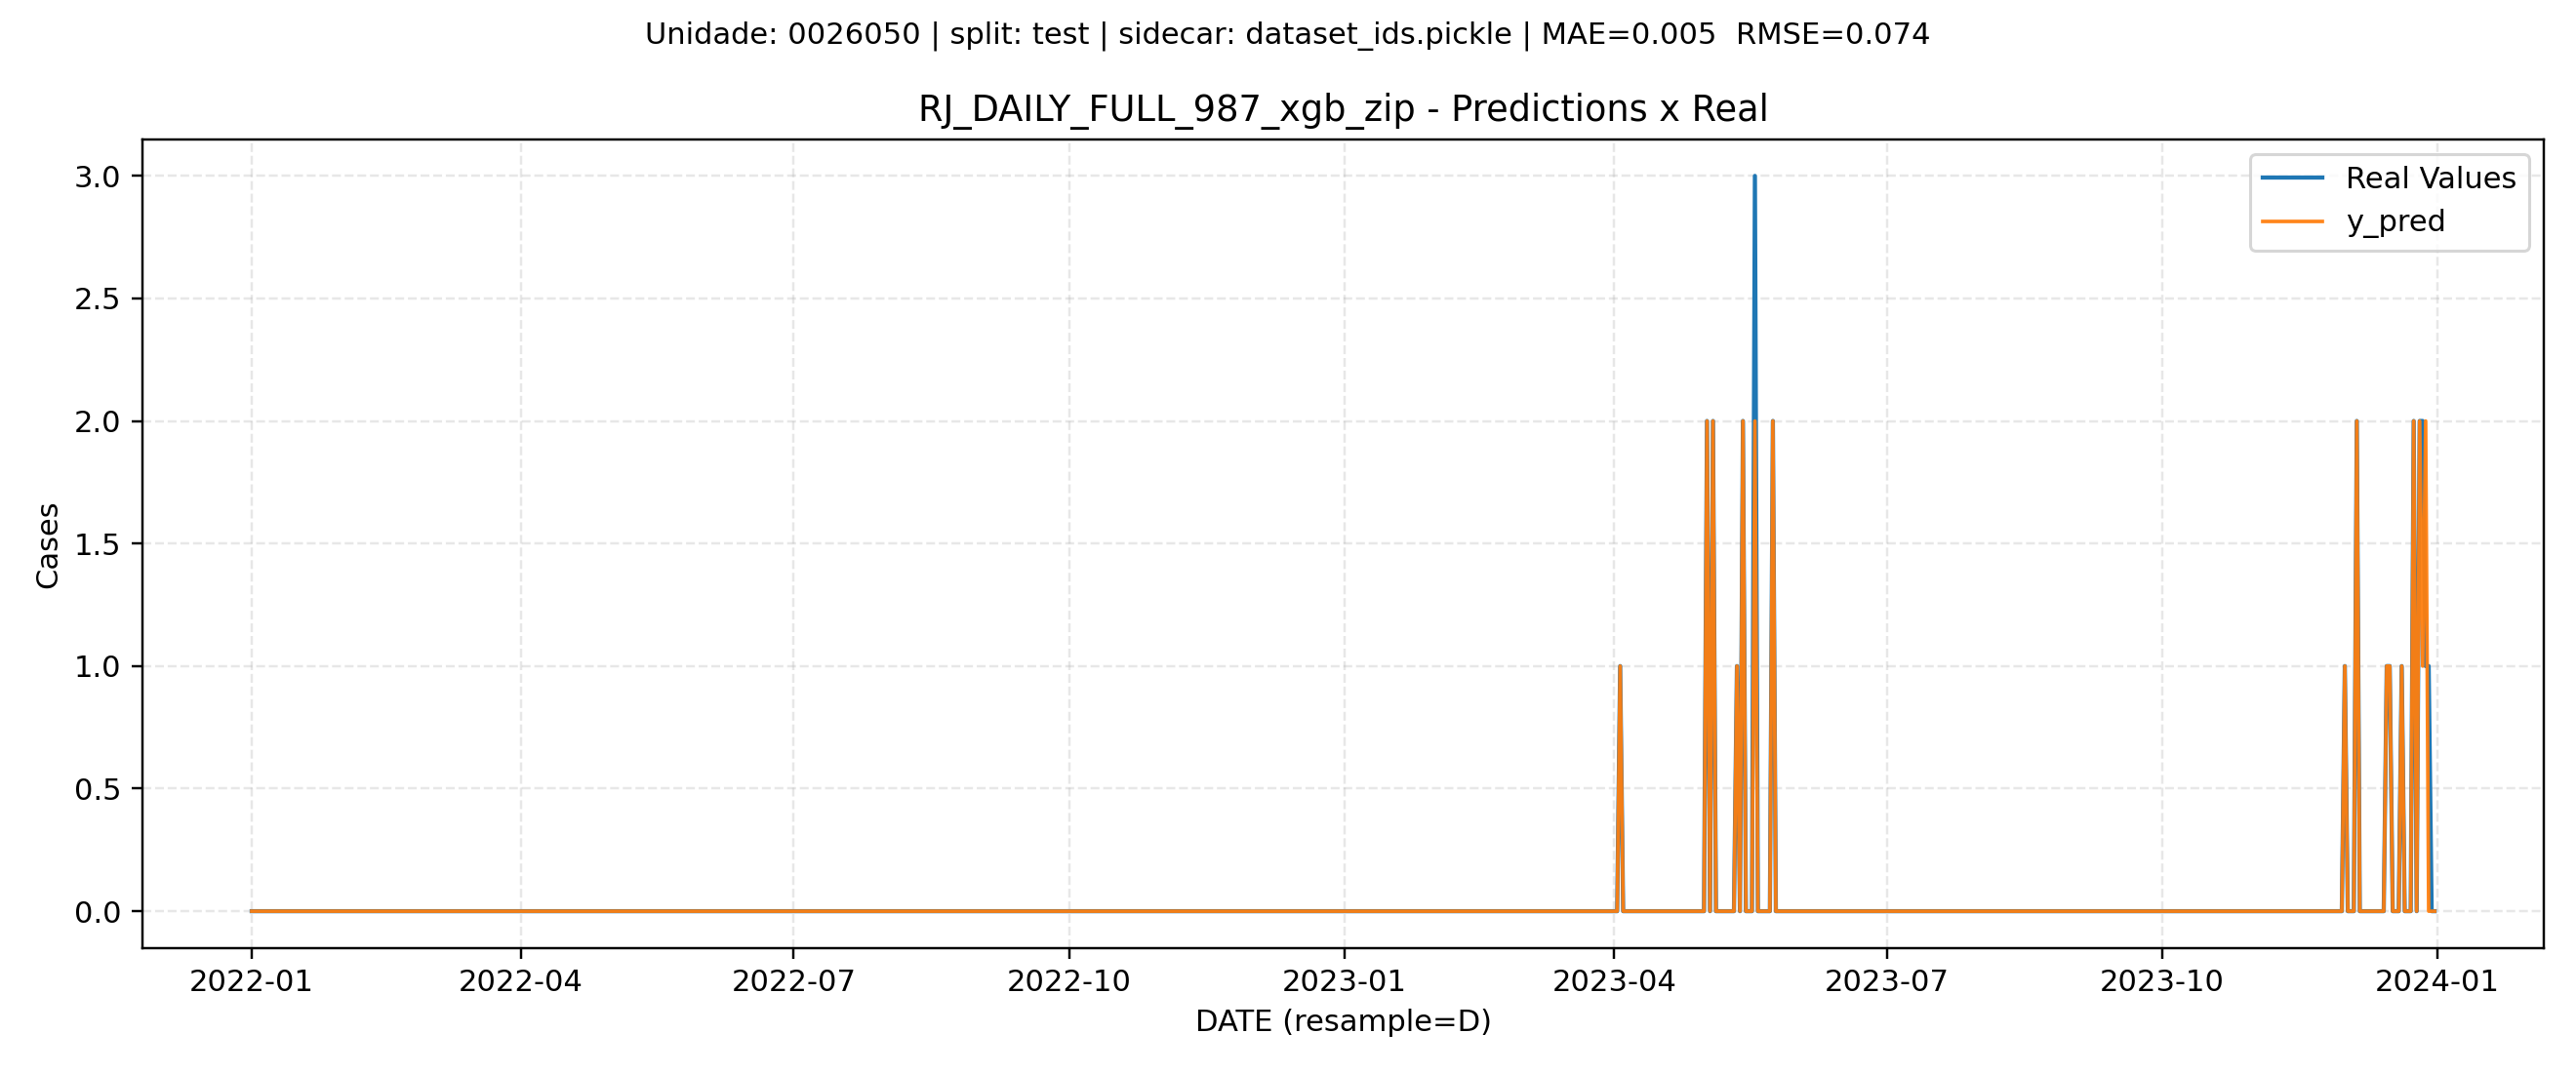 Unidade: 0026050 | split: test | sidecar: dataset_ids.pickle | MAE=0.005  RMSE=0.074
RJ_DAILY_FULL_987_xgb_zip - Predictions x Real
3.0
2.5
2.0
1.5
1.0
0.5
0.0
Cases
Real Values
y_pred
2022-01 2022-04 2022-07 2022-10 2023-01 2023-04 2023-07 2023-10 2024-01
DATE (resample=D)